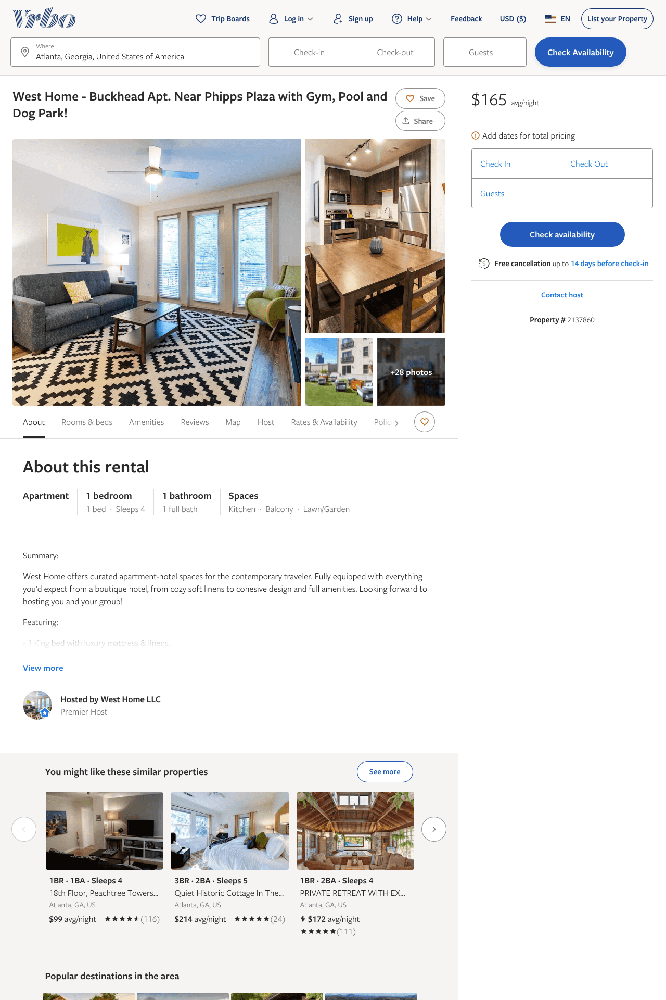 Vrbo
Trip Boards
Log in
Sign up
Help
Feedback
USD ($)
EN
List your Property
Where
Atlanta, Georgia, United States of America
Check-in
Check-out
Guests
Check Availability
West Home - Buckhead Apt. Near Phipps Plaza with Gym, Pool and
Dog Park!
Save
Share
$165 avg/night
Add dates for total pricing
Check In
Check Out
Guests
Check availability
Free cancellation up to 14 days before check-in
Contact host
Property # 2137860
+28 photos
About
Rooms & beds
Amenities
Reviews
Map
Host
Rates & Availability
About this rental
Apartment
1 bedroom
1 bed · Sleeps 4
1 bathroom
1 full bath
Spaces
Kitchen · Balcony · Lawn/Garden
Summary:
West Home offers curated apartment-hotel spaces for the contemporary traveler. Fully equipped with everything
you'd expect from a boutique hotel, from cozy soft linens to cohesive design and full amenities. Looking forward to
hosting you and your group!
Featuring:
- 1 King bed with luxury mattress & linens.
View more
Hosted by West Home LLC
Premier Host
You might like these similar properties
See more
1BR · 1BA · Sleeps 4
18th Floor, Peachtree Towers...
Atlanta, GA, US
$99 avg/night
(116)
3BR · 2BA · Sleeps 5
Quiet Historic Cottage In The...
Atlanta, GA, US
$214 avg/night
(24)
1BR · 2BA · Sleeps 4
PRIVATE RETREAT WITH EX...
Atlanta, GA, US
$172 avg/night
(111)
Popular destinations in the area